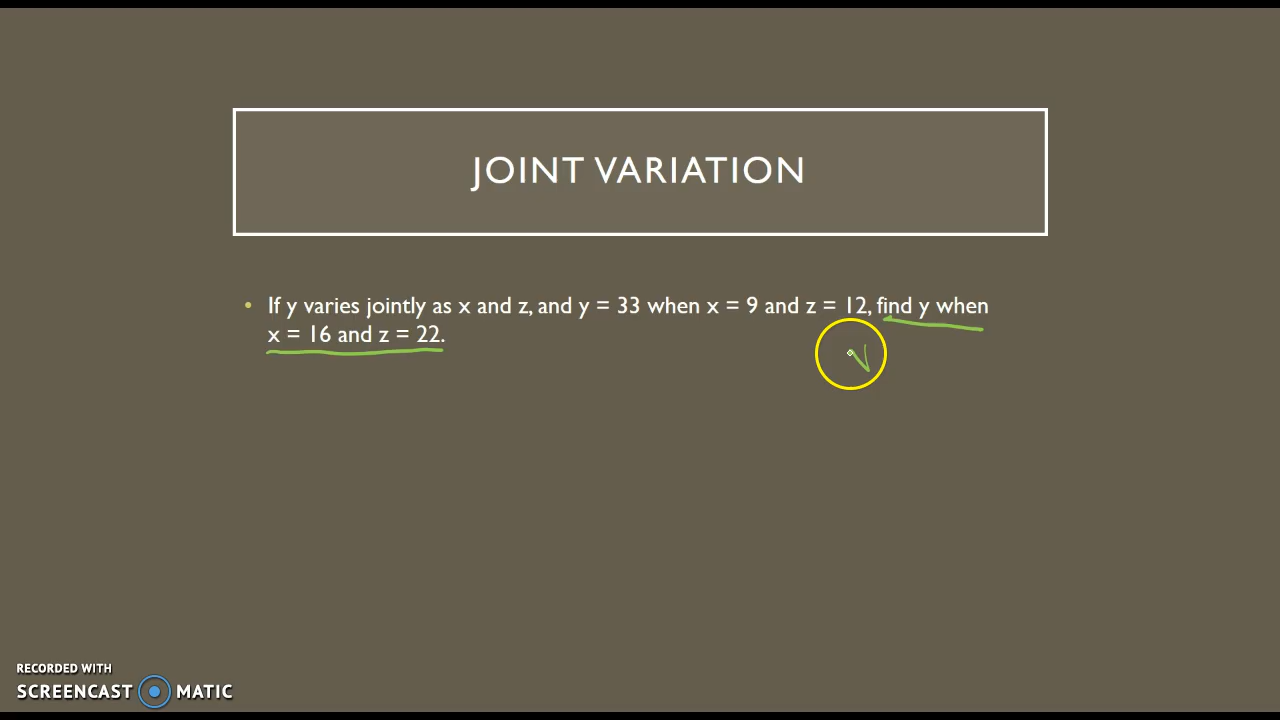 JOINT VARIATION
• If y varies jointly as x and z, and y = 33 when x = 9 and z = 12, find y when
x = 16 and z = 22.
RECORDED WITH
SCREENCAST MATIC